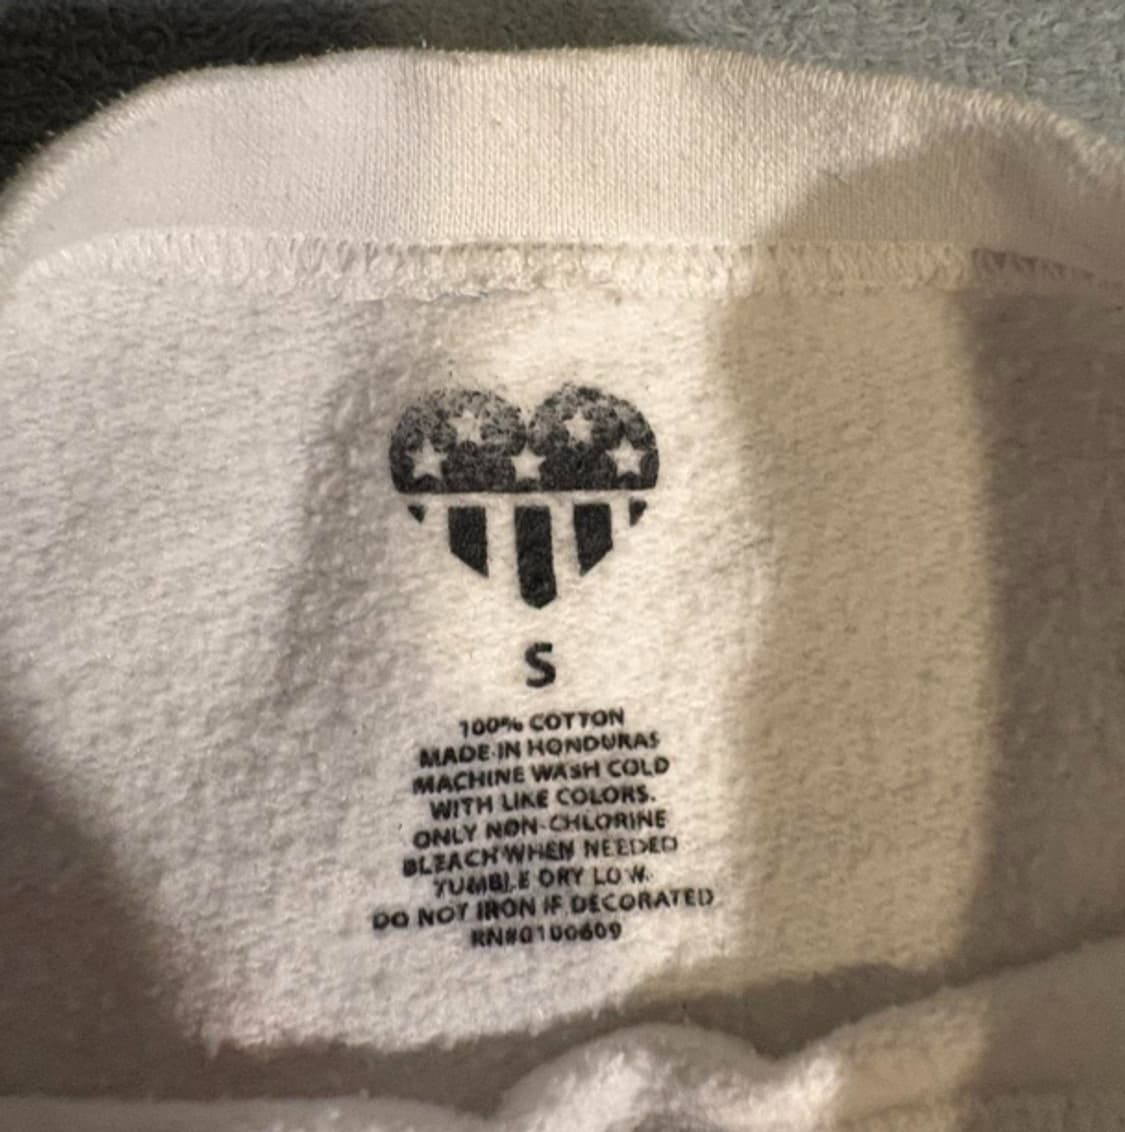 S
100% COTTON
MADE IN HONDURAS
MACHINE WASH COLD
WITH LIKE COLORS.
ONLY NON-CHLORINE
BLEACH WHEN NEEDED
TUMBLE DRY LOW.
DO NOT IRON IF DECORATED
RN#0100609